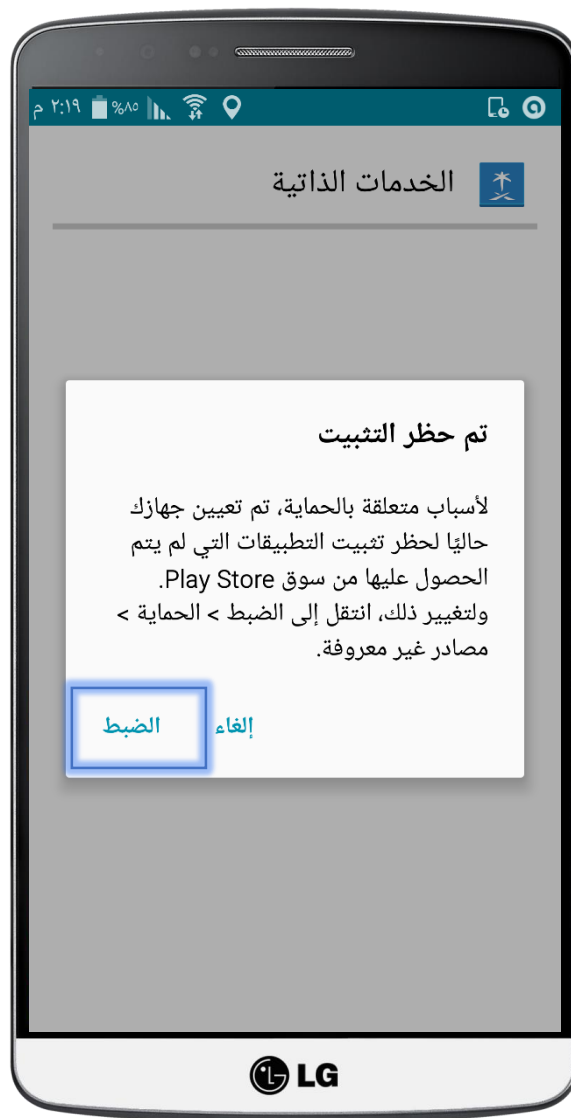 ٢:١٩ م ٨٥%
الخدمات الذاتية
تم حظر التثبيت
لأسباب متعلقة بالحماية، تم تعيين جهازك
حاليًا لحظر تثبيت التطبيقات التي لم يتم
الحصول عليها من سوق Play Store.
ولتغيير ذلك، انتقل إلى الضبط > الحماية >
مصادر غير معروفة.
إلغاء الضبط
LG